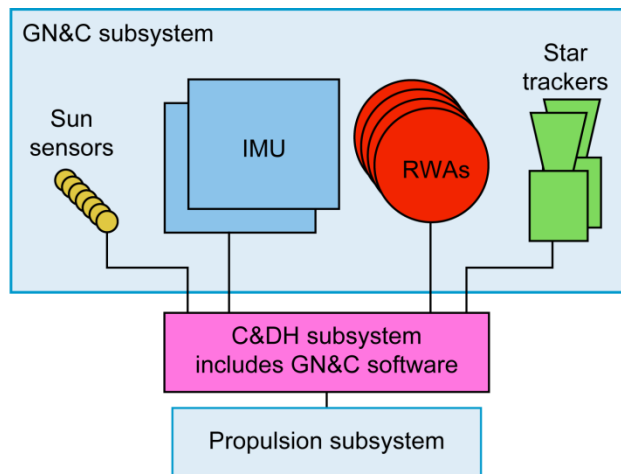 GN&C subsystem
Sun
sensors
IMU
RWAs
Star
trackers
C&DH subsystem
includes GN&C software
Propulsion subsystem